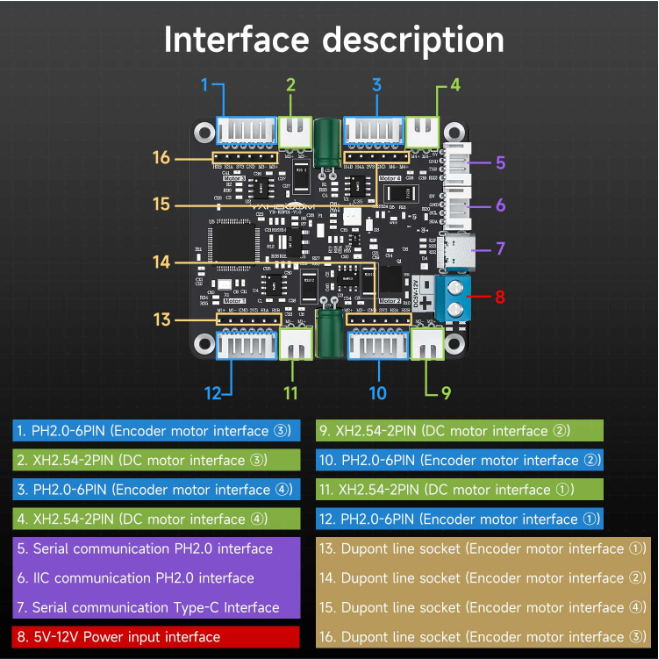 Interface description
1
2
3
4
16
15
14
13
5
6
7
8
Motor 3
Motor 4
YAHBOOM
DC5V-12V
Motor 1
Motor 2
12
11
10
9
1. PH2.0-6PIN (Encoder motor interface ③)
2. XH2.54-2PIN (DC motor interface ③)
3. PH2.0-6PIN (Encoder motor interface ④)
4. XH2.54-2PIN (DC motor interface ④)
5. Serial communication PH2.0 interface
6. IIC communication PH2.0 interface
7. Serial communication Type-C Interface
8. 5V-12V Power input interface
9. XH2.54-2PIN (DC motor interface ②)
10. PH2.0-6PIN (Encoder motor interface ②)
11. XH2.54-2PIN (DC motor interface ①)
12. PH2.0-6PIN (Encoder motor interface ①)
13. Dupont line socket (Encoder motor interface ①)
14. Dupont line socket (Encoder motor interface ②)
15. Dupont line socket (Encoder motor interface ④)
16. Dupont line socket (Encoder motor interface ③)